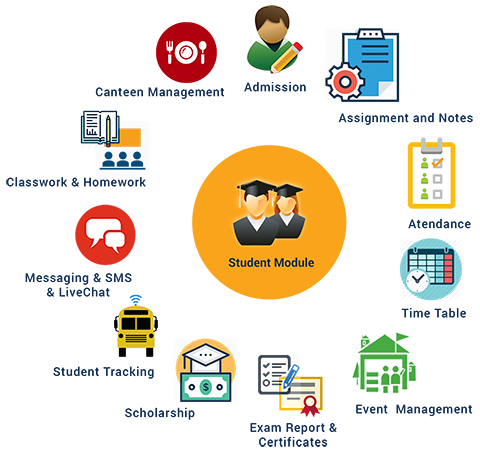 Admission
Canteen Management
Assignment and Notes
Classwork & Homework
Atendance
Student Module
Messaging & SMS
& LiveChat
Time Table
Student Tracking
Scholarship
Event Management
Exam Report &
Certificates